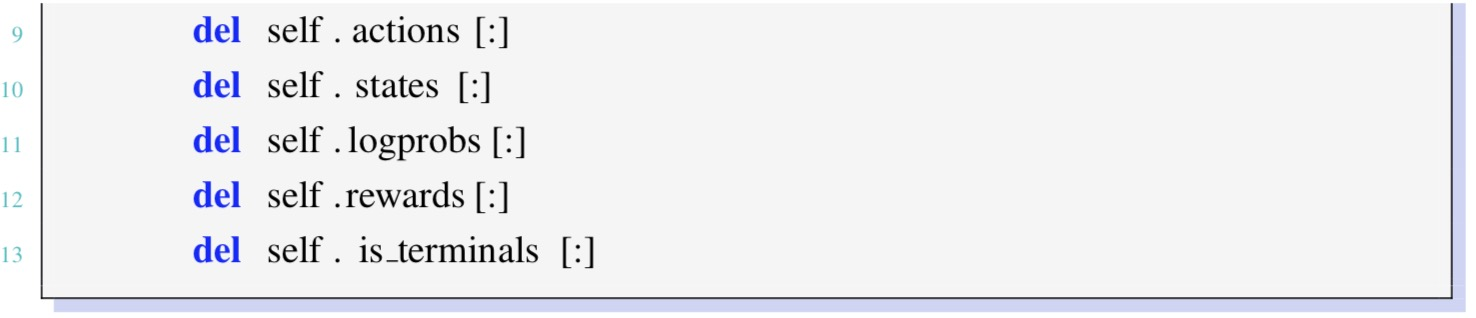 9 del self . actions [:]
10 del self . states [:]
11 del self .logprobs [:]
12 del self .rewards [:]
13 del self . is_terminals [:]